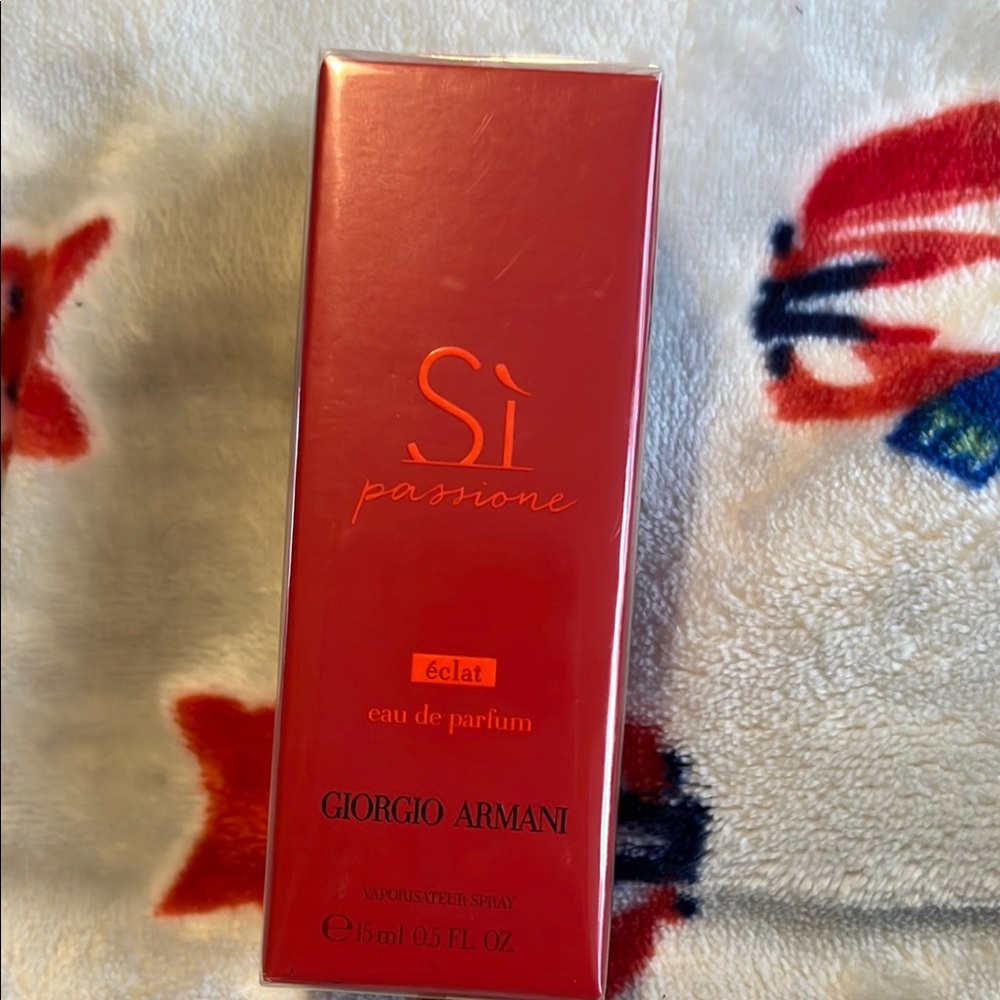 Sì
passione
éclat
eau de parfum
GIORGIO ARMANI
VAPORISATEUR SPRAY
℮ 15 ml 0.5 FL. OZ.